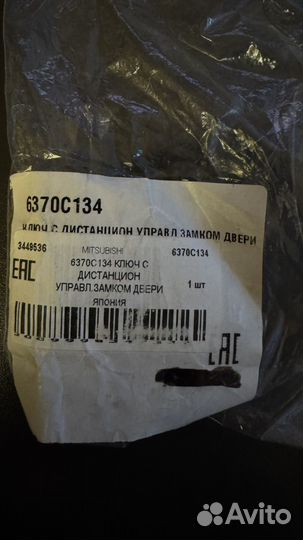 6370C134
КЛЮЧ С ДИСТАНЦИОН УПРАВЛ.ЗАМКОМ ДВЕРИ
3449536 MITSUBISHI 6370C134
EAC 6370C134 КЛЮЧ С
ДИСТАНЦИОН
УПРАВЛ.ЗАМКОМ ДВЕРИ 1 шт
ЯПОНИЯ
EAC
Avito